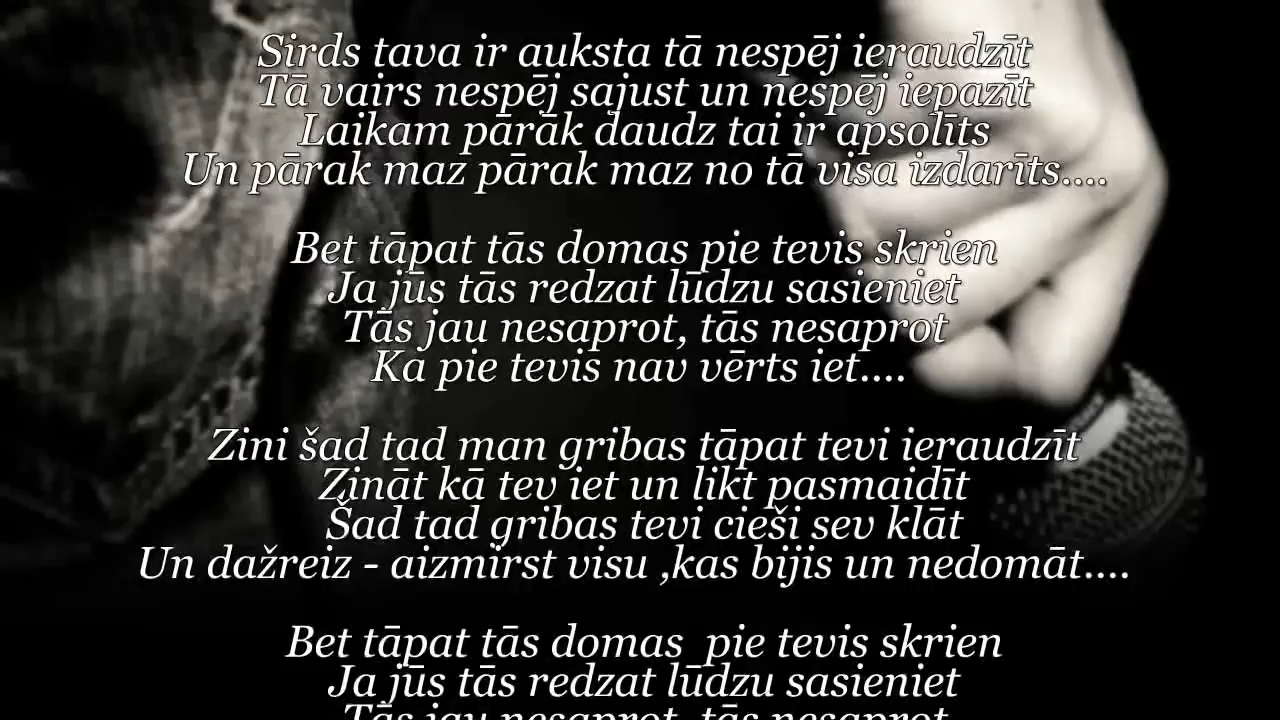 Sirds tava ir auksta tā nespēj ieraudzīt
Tā vairs nespēj sajust un nespēj iepazīt
Laikam pārāk daudz tai ir apsolīts
Un pārak maz pārak maz no tā visa izdarīts....
Bet tāpat tās domas pie tevis skrien
Ja jūs tās redzat lūdzu sasieniet
Tās jau nesaprot, tās nesaprot
Ka pie tevis nav vērts iet....
Zini šad tad man gribas tāpat tevi ieraudzīt
Zināt kā tev iet un likt pasmaidīt
Šad tad gribas tevi cieši sev klāt
Un dažreiz - aizmirst visu ,kas bijis un nedomāt....
Bet tāpat tās domas  pie tevis skrien
Ja jūs tās redzat lūdzu sasieniet
Tās jau nesaprot, tās nesaprot